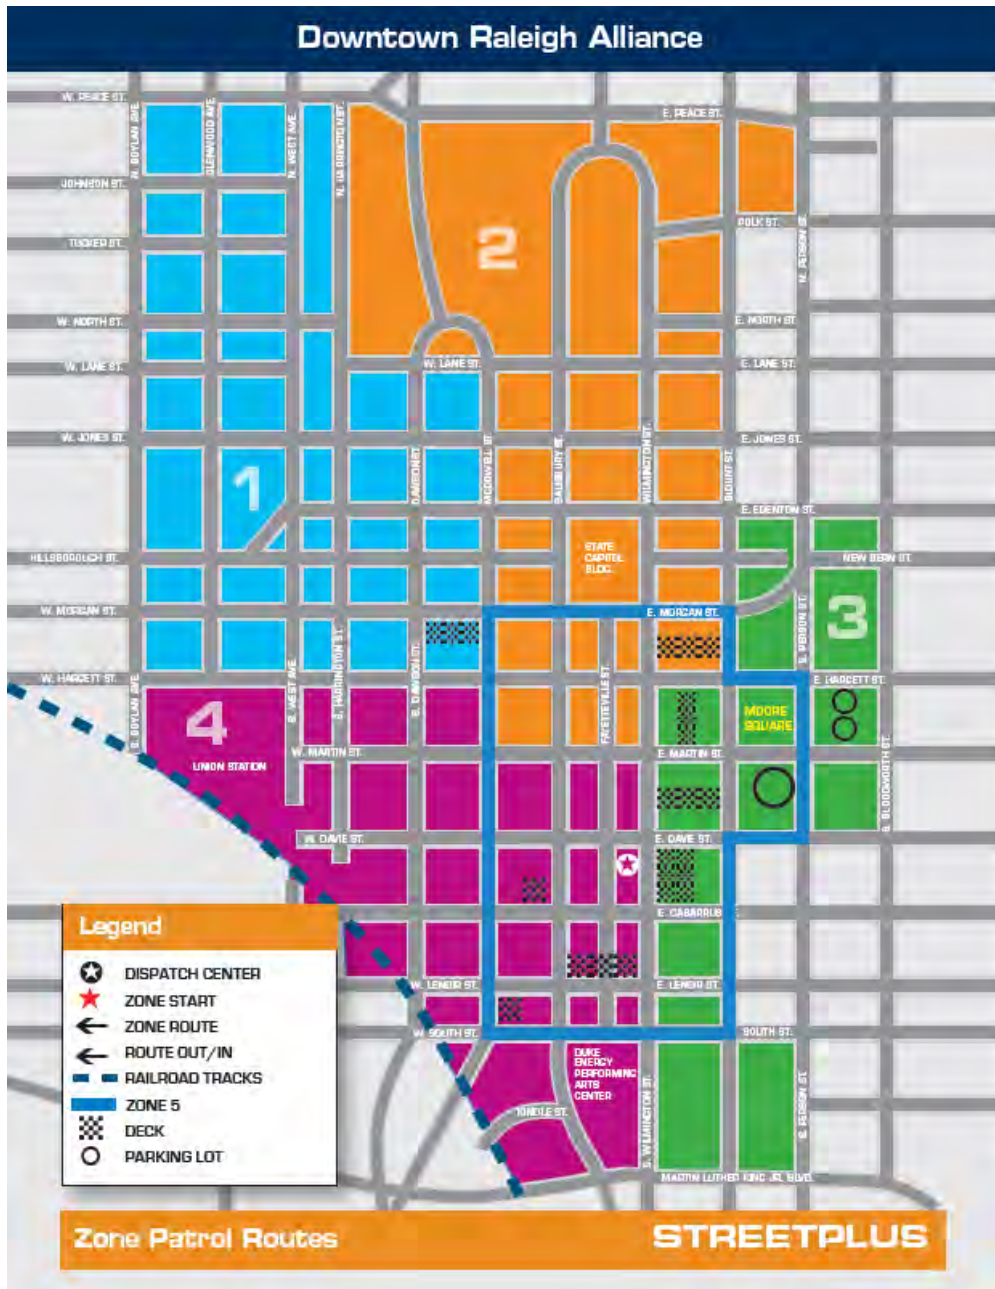 Downtown Raleigh Alliance
W. PEACE ST.
E. PEACE ST.
N. BOYLAN AVE.
GLENWOOD AVE.
N. WEST AVE.
N. HARRINGTON ST.
JOHNSON ST.
POLK ST.
TUCKER ST.
N. PERSON ST.
2
W. NORTH ST.
E. NORTH ST.
W. LANE ST.
W. LANE ST.
E. LANE ST.
W. JONES ST.
E. JONES ST.
DAWSON ST.
MCDOWELL ST.
SALISBURY ST.
WILMINGTON ST.
BLOUNT ST.
1
E. EDENTON ST.
STATE
CAPITOL
BLDG.
HILLSBOROUGH ST.
NEW BERN ST.
W. MORGAN ST.
E. MORGAN ST.
3
S. PERSON ST.
S. HARRINGTON ST.
S. DAWSON ST.
FAYETTEVILLE ST.
W. HARGETT ST.
E. HARGETT ST.
S. BOYLAN AVE.
S. WEST AVE.
4
MOORE
SQUARE
W. MARTIN ST.
E. MARTIN ST.
UNION STATION
S. BLOODWORTH ST.
W. DAVIE ST.
E. DAVIE ST.
E. CABARRUS
W. LENOIR ST.
E. LENOIR ST.
W. SOUTH ST.
SOUTH ST.
DUKE
ENERGY
PERFORMING
ARTS
CENTER
KINDLE ST.
S. WILMINGTON ST.
S. PERSON ST.
MARTIN LUTHER KING JR. BLVD.
Legend
DISPATCH CENTER
ZONE START
ZONE ROUTE
ROUTE OUT/IN
RAILROAD TRACKS
ZONE 5
DECK
PARKING LOT
Zone Patrol Routes
STREETPLUS